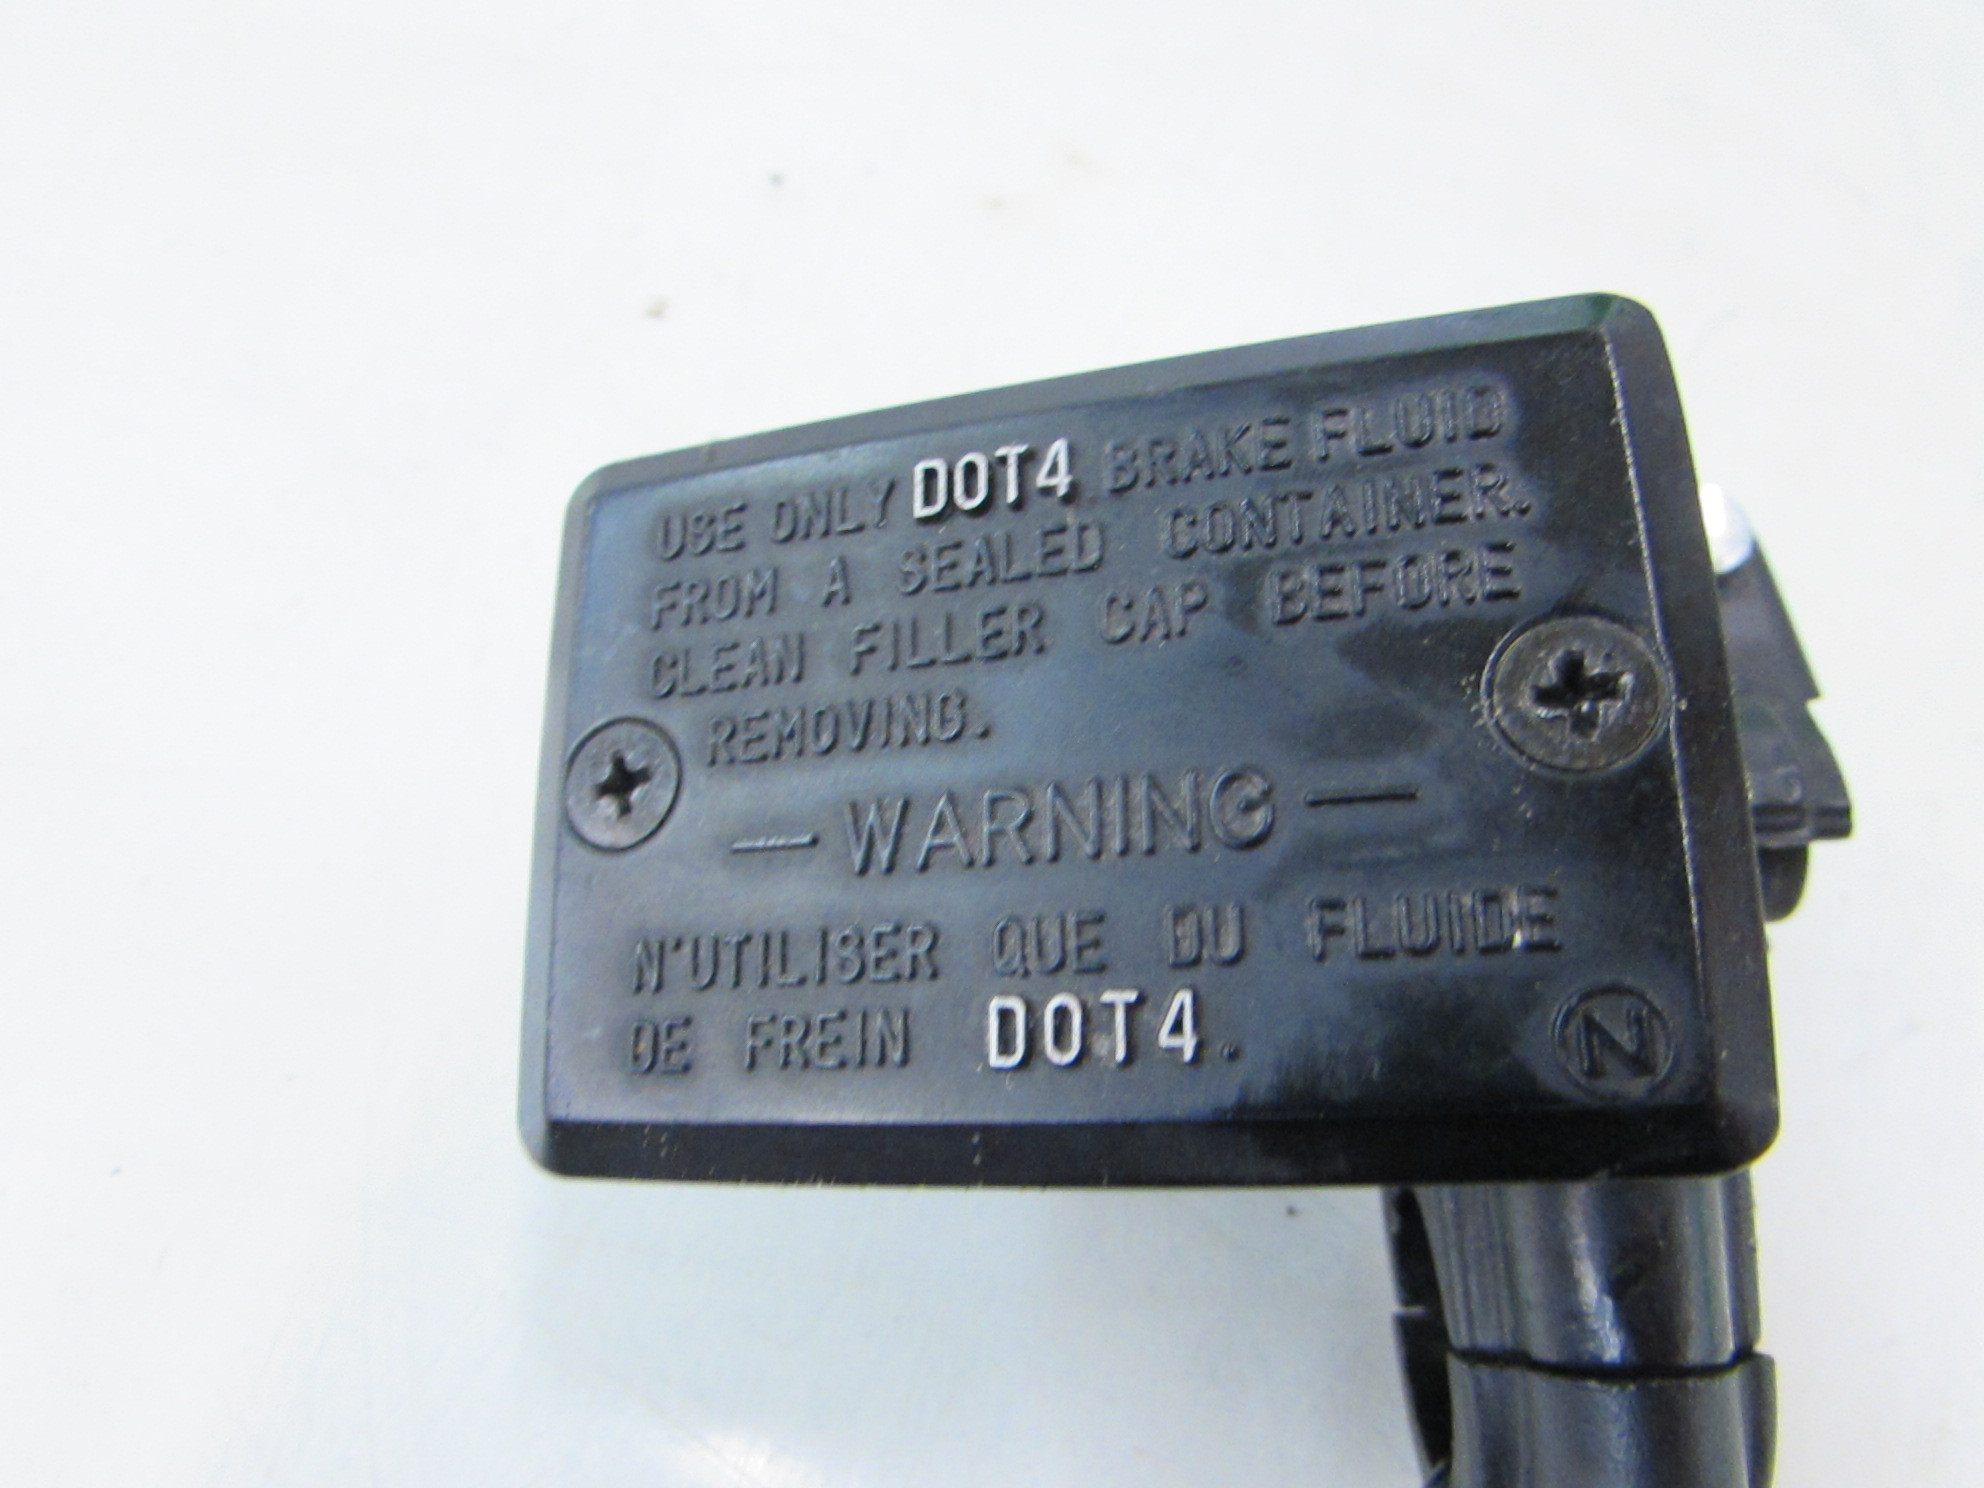 USE ONLY DOT4 BRAKE FLUID
FROM A SEALED CONTAINER.
CLEAN FILLER CAP BEFORE
REMOVING.
— WARNING —
N'UTILISER QUE DU FLUIDE
DE FREIN DOT4.
N